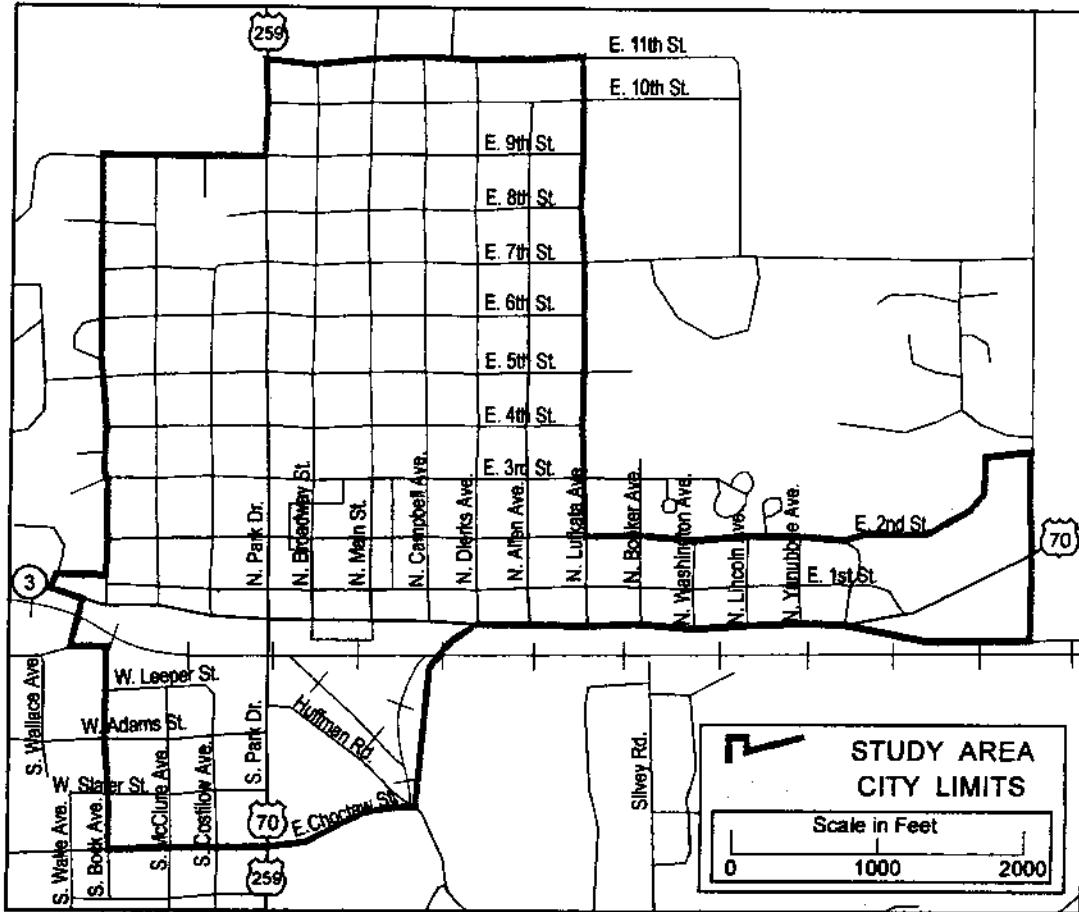 259
E. 11th St.
E. 10th St.
E. 9th St.
E. 8th St.
E. 7th St.
E. 6th St.
E. 5th St.
E. 4th St.
E. 3rd St.
N. Park Dr.
N. Broadway St.
N. Main St.
N. Campbell Ave.
N. Dierks Ave.
N. Allen Ave.
N. Lufkata Ave.
N. Booker Ave.
N. Washington Ave.
N. Lincoln Ave.
N. Yanubbe Ave.
E. 2nd St.
70
E. 1st St.
3
S. Wallace Ave.
W. Leeper St.
W. Adams St.
W. Slater St.
S. Wake Ave.
S. Bock Ave.
S. McClure Ave.
S. Costilow Ave.
S. Park Dr.
Huffman Rd.
E. Choctaw St.
70
259
Silvey Rd.
STUDY AREA
CITY LIMITS
Scale in Feet
0 1000 2000